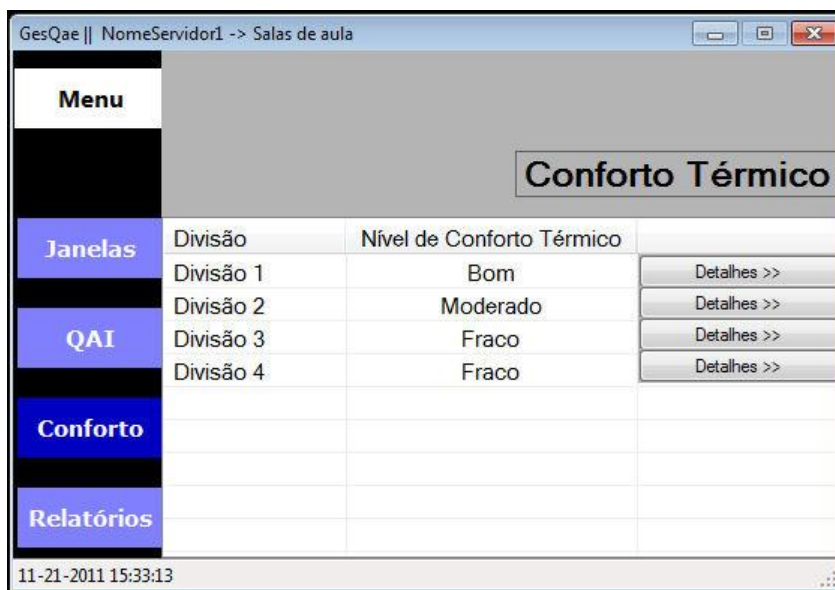 GesQae || NomeServidor1 -> Salas de aula
Menu
Conforto Térmico
Janelas
QAI
Conforto
Relatórios
Divisão Nível de Conforto Térmico
Divisão 1 Bom Detalhes >>
Divisão 2 Moderado Detalhes >>
Divisão 3 Fraco Detalhes >>
Divisão 4 Fraco Detalhes >>
11-21-2011 15:33:13